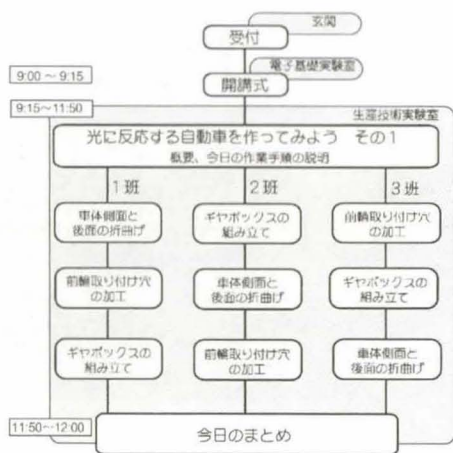 玄関
受付
電子基礎実験室
9:00～9:15
開講式
9:15～11:50
生産技術実験室
光に反応する自動車を作ってみよう　その1
概要、今日の作業手順の説明
1班
2班
3班
車体側面と
後面の折曲げ
ギヤボックスの
組み立て
前輪取り付け穴
の加工
前輪取り付け穴
の加工
車体側面と
後面の折曲げ
ギヤボックスの
組み立て
ギヤボックスの
組み立て
前輪取り付け穴
の加工
車体側面と
後面の折曲げ
11:50～12:00
今日のまとめ